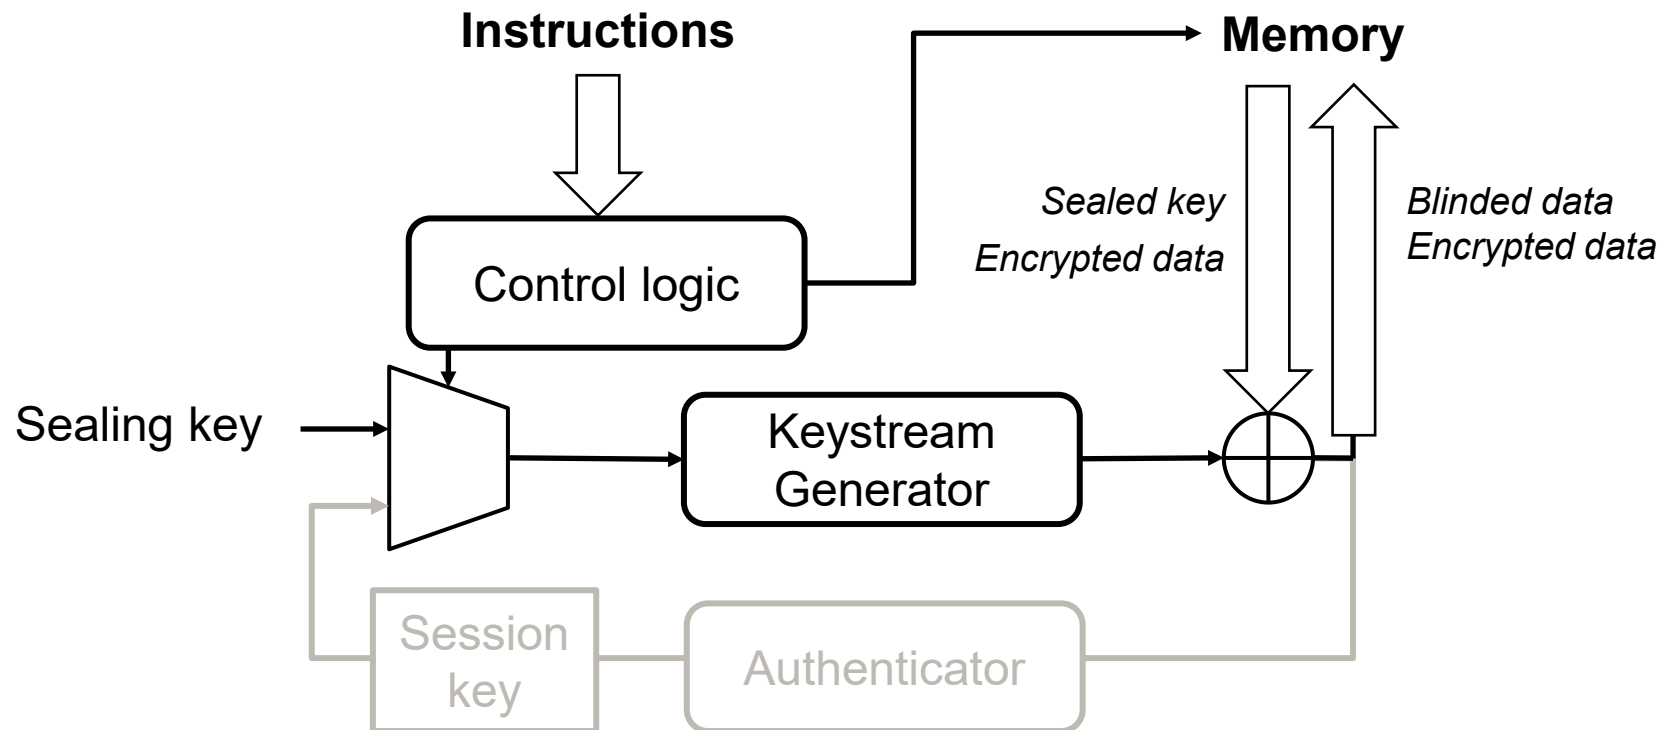 Instructions
Memory
Sealed key
Encrypted data
Blinded data
Encrypted data
Control logic
Sealing key
Keystream
Generator
Session
key
Authenticator